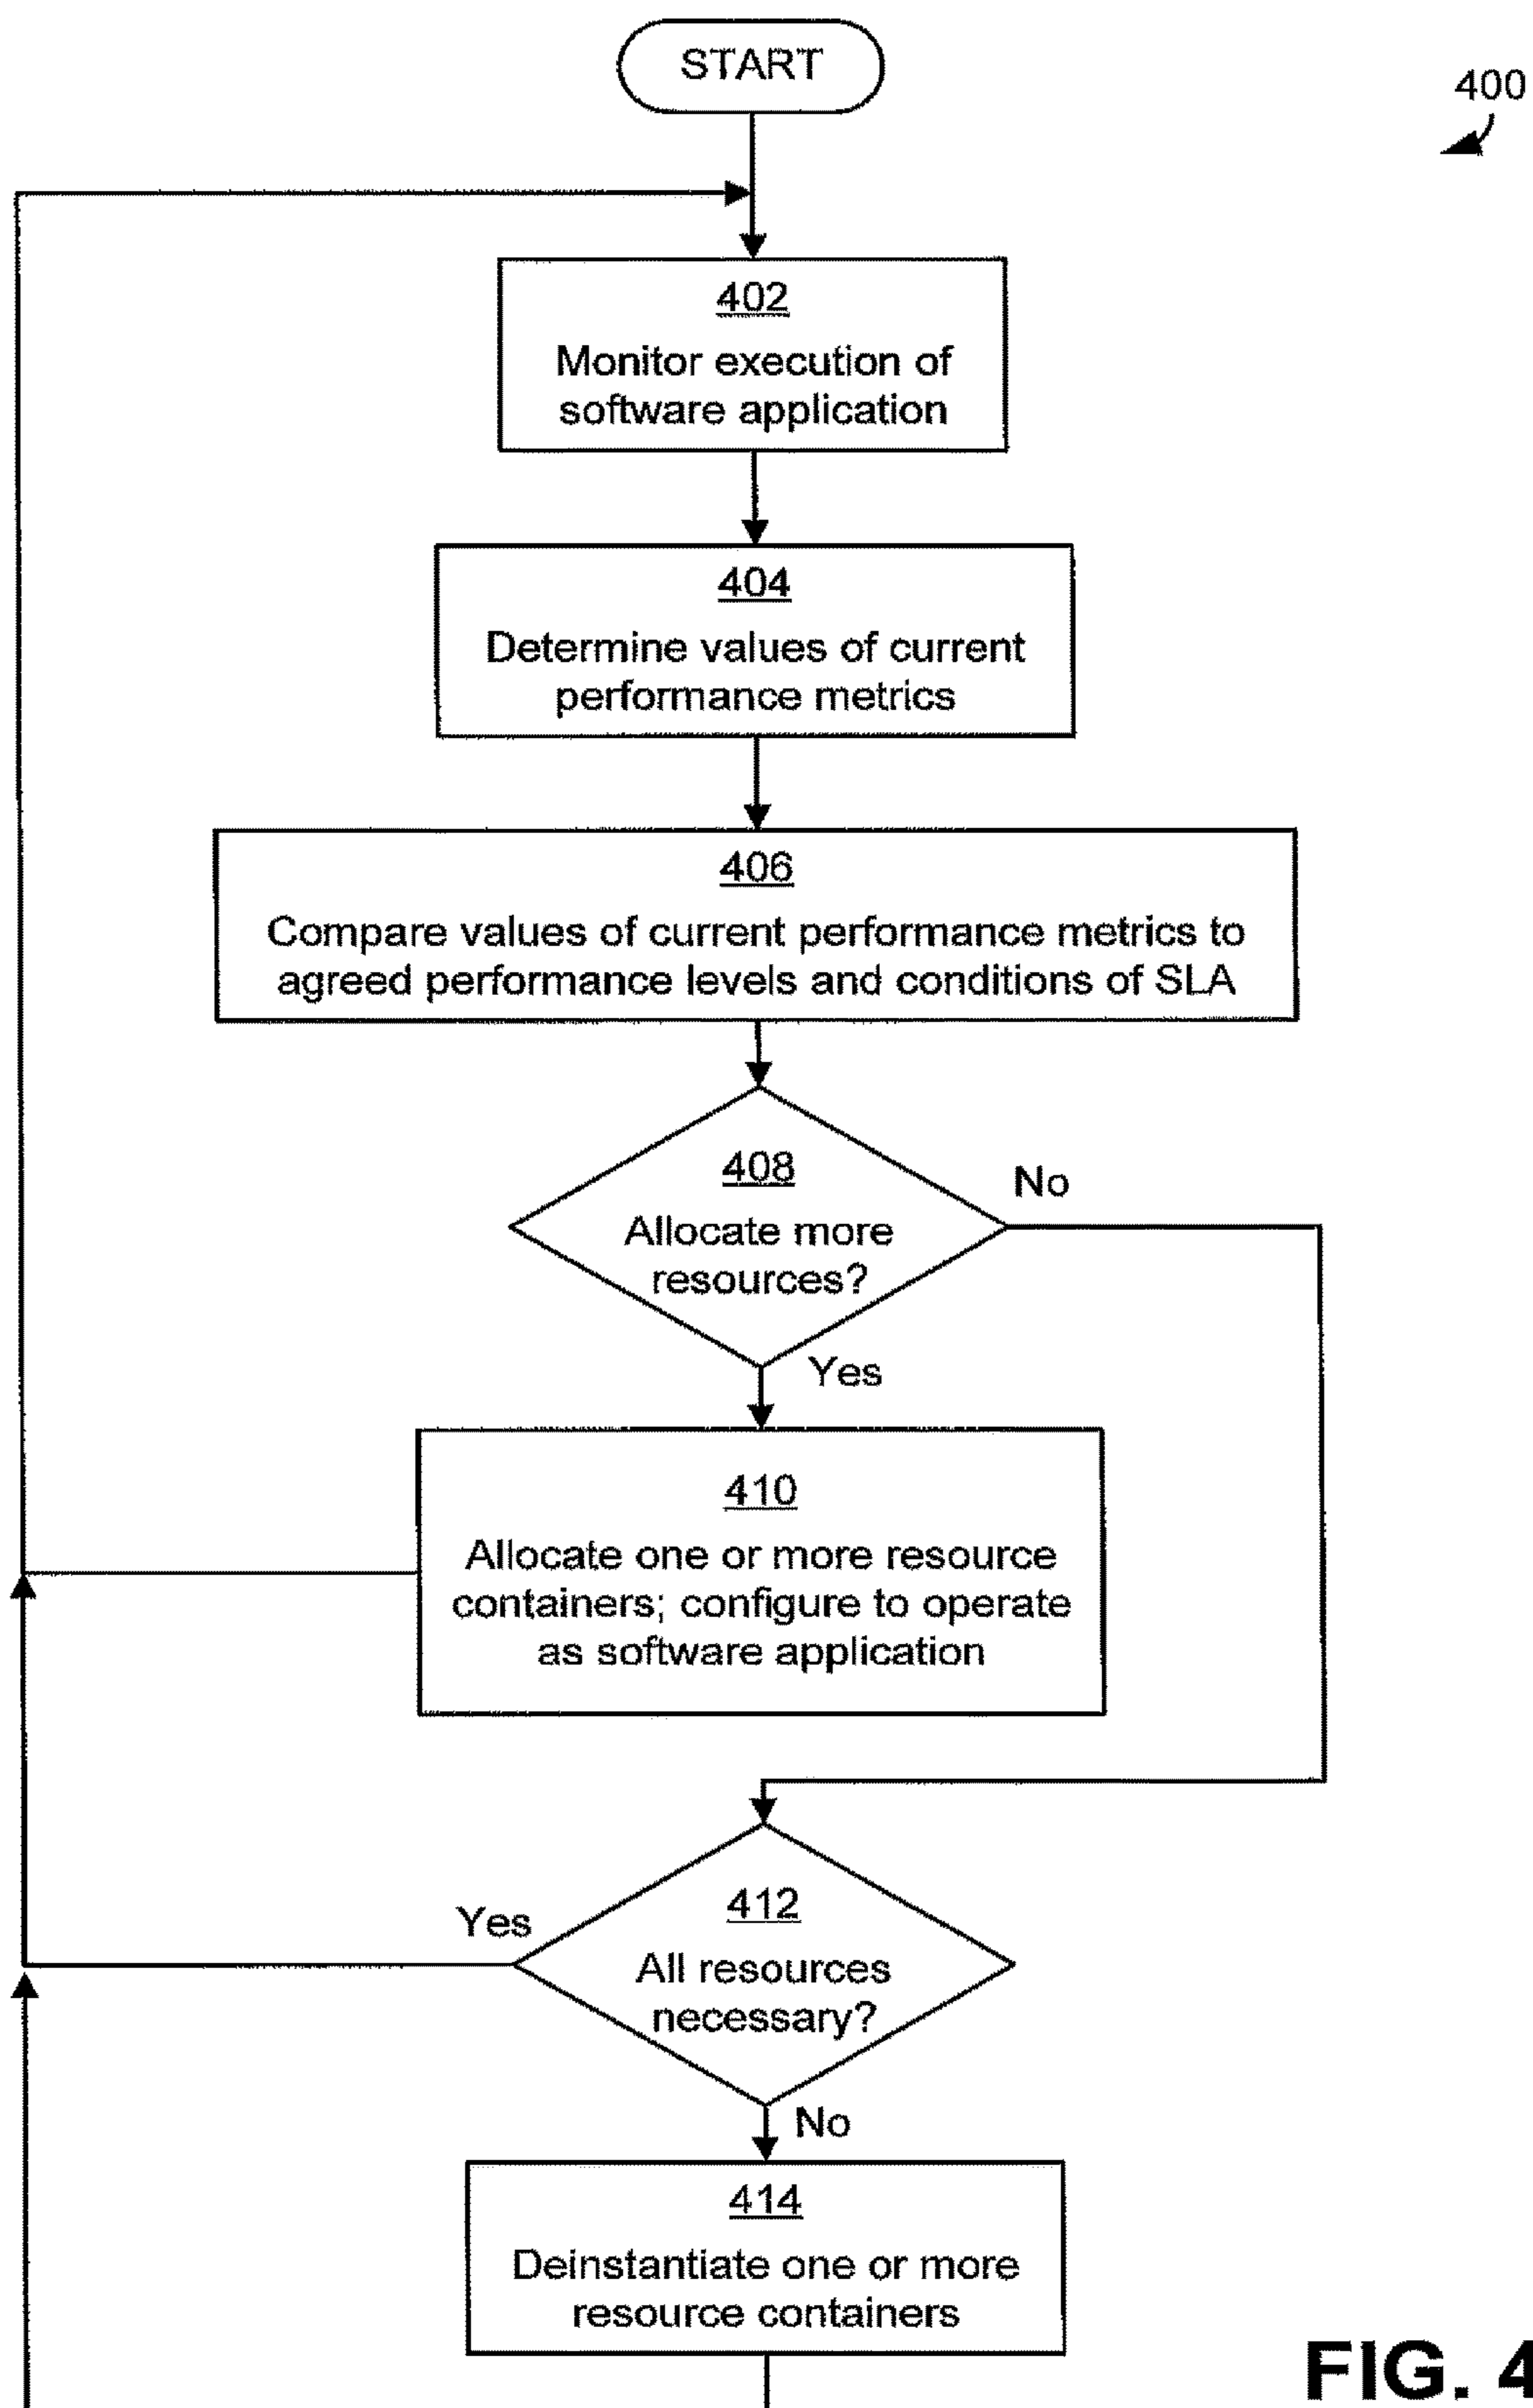 START
400
402
Monitor execution of
software application
404
Determine values of current
performance metrics
406
Compare values of current performance metrics to
agreed performance levels and conditions of SLA
408
Allocate more
resources?
No
Yes
410
Allocate one or more resource
containers; configure to operate
as software application
412
All resources
necessary?
Yes
No
414
Deinstantiate one or more
resource containers
FIG. 4